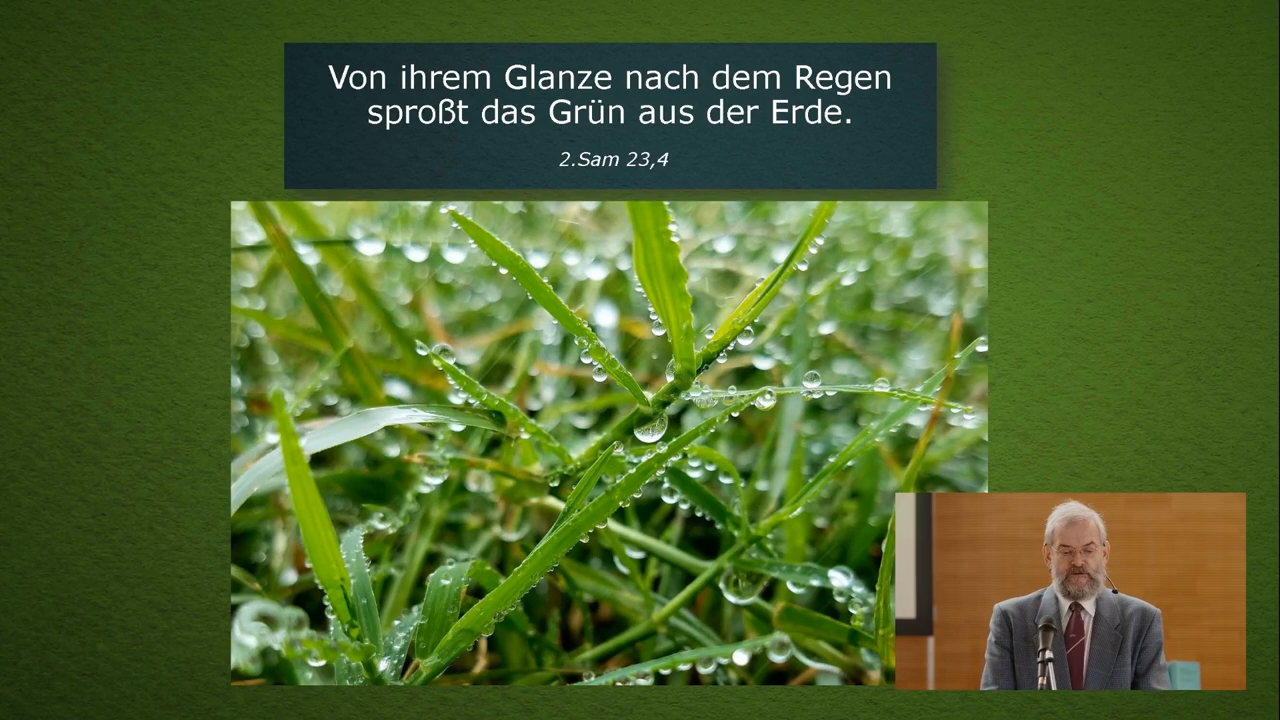 Von ihrem Glanze nach dem Regen
sproßt das Grün aus der Erde.
2.Sam 23,4